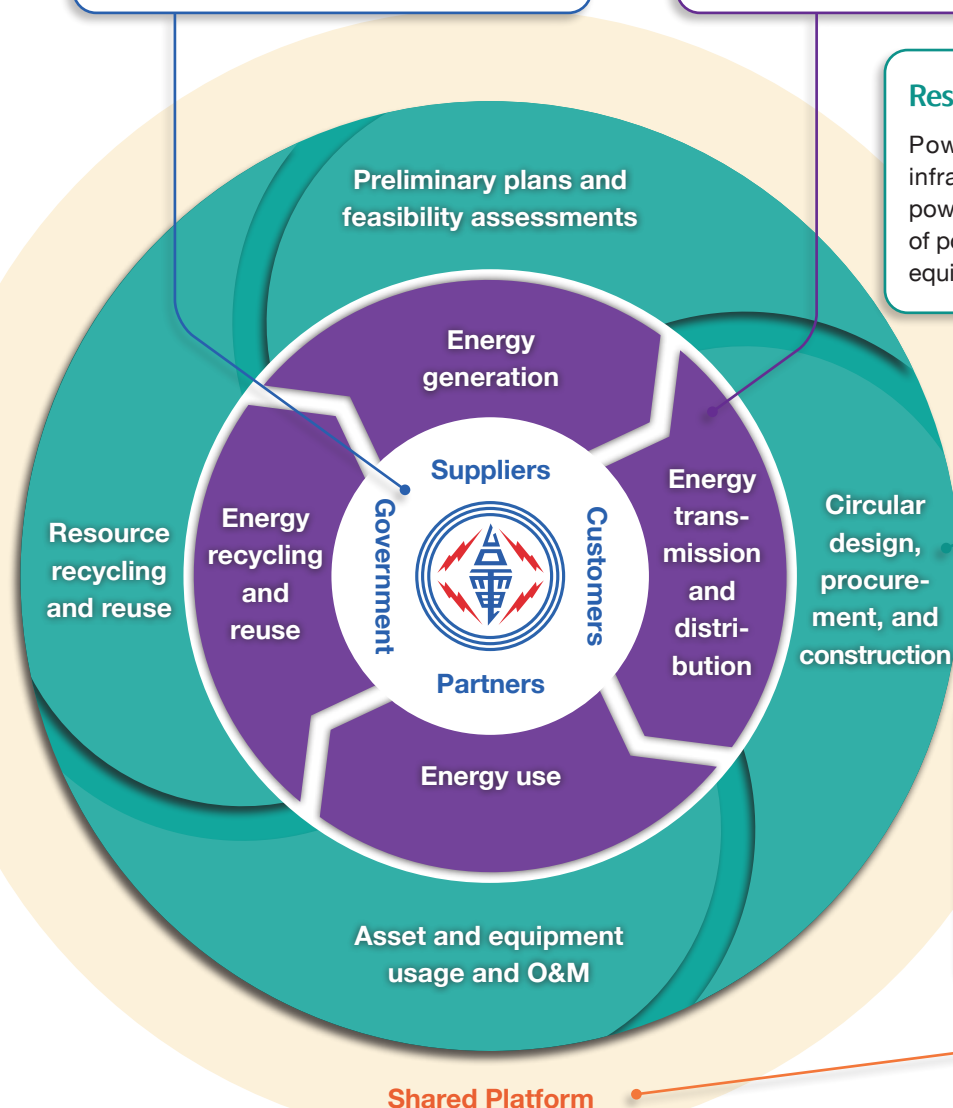 Res
Pow
infra
pow
of p
equi
Preliminary plans and
feasibility assessments
Energy
generation
Suppliers
Government
Customers
Partners
Energy
trans-
mission
and
distri-
bution
Circular
design,
procure-
ment, and
construction
Energy use
Energy
recycling
and
reuse
Resource
recycling
and reuse
Asset and equipment
usage and O&M
Shared Platform